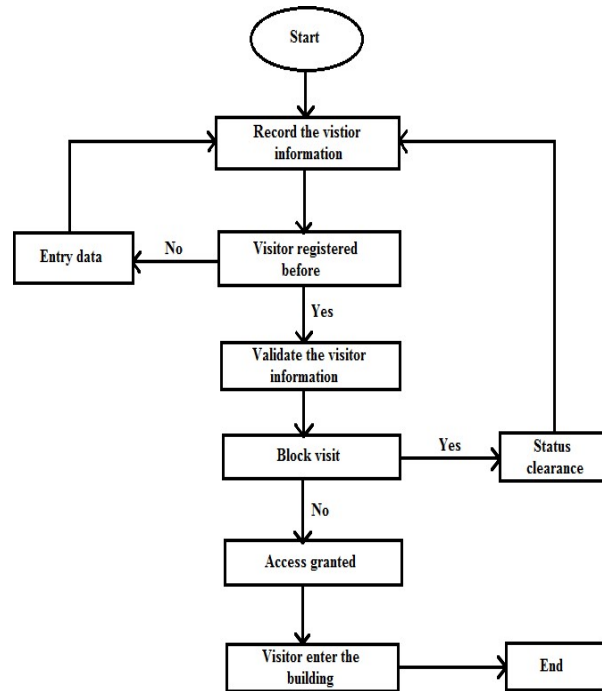 Start
Record the vistior
information
Entry data
No
Visitor registered
before
Yes
Validate the visitor
information
Block visit
Yes
Status
clearance
No
Access granted
Visitor enter the
building
End